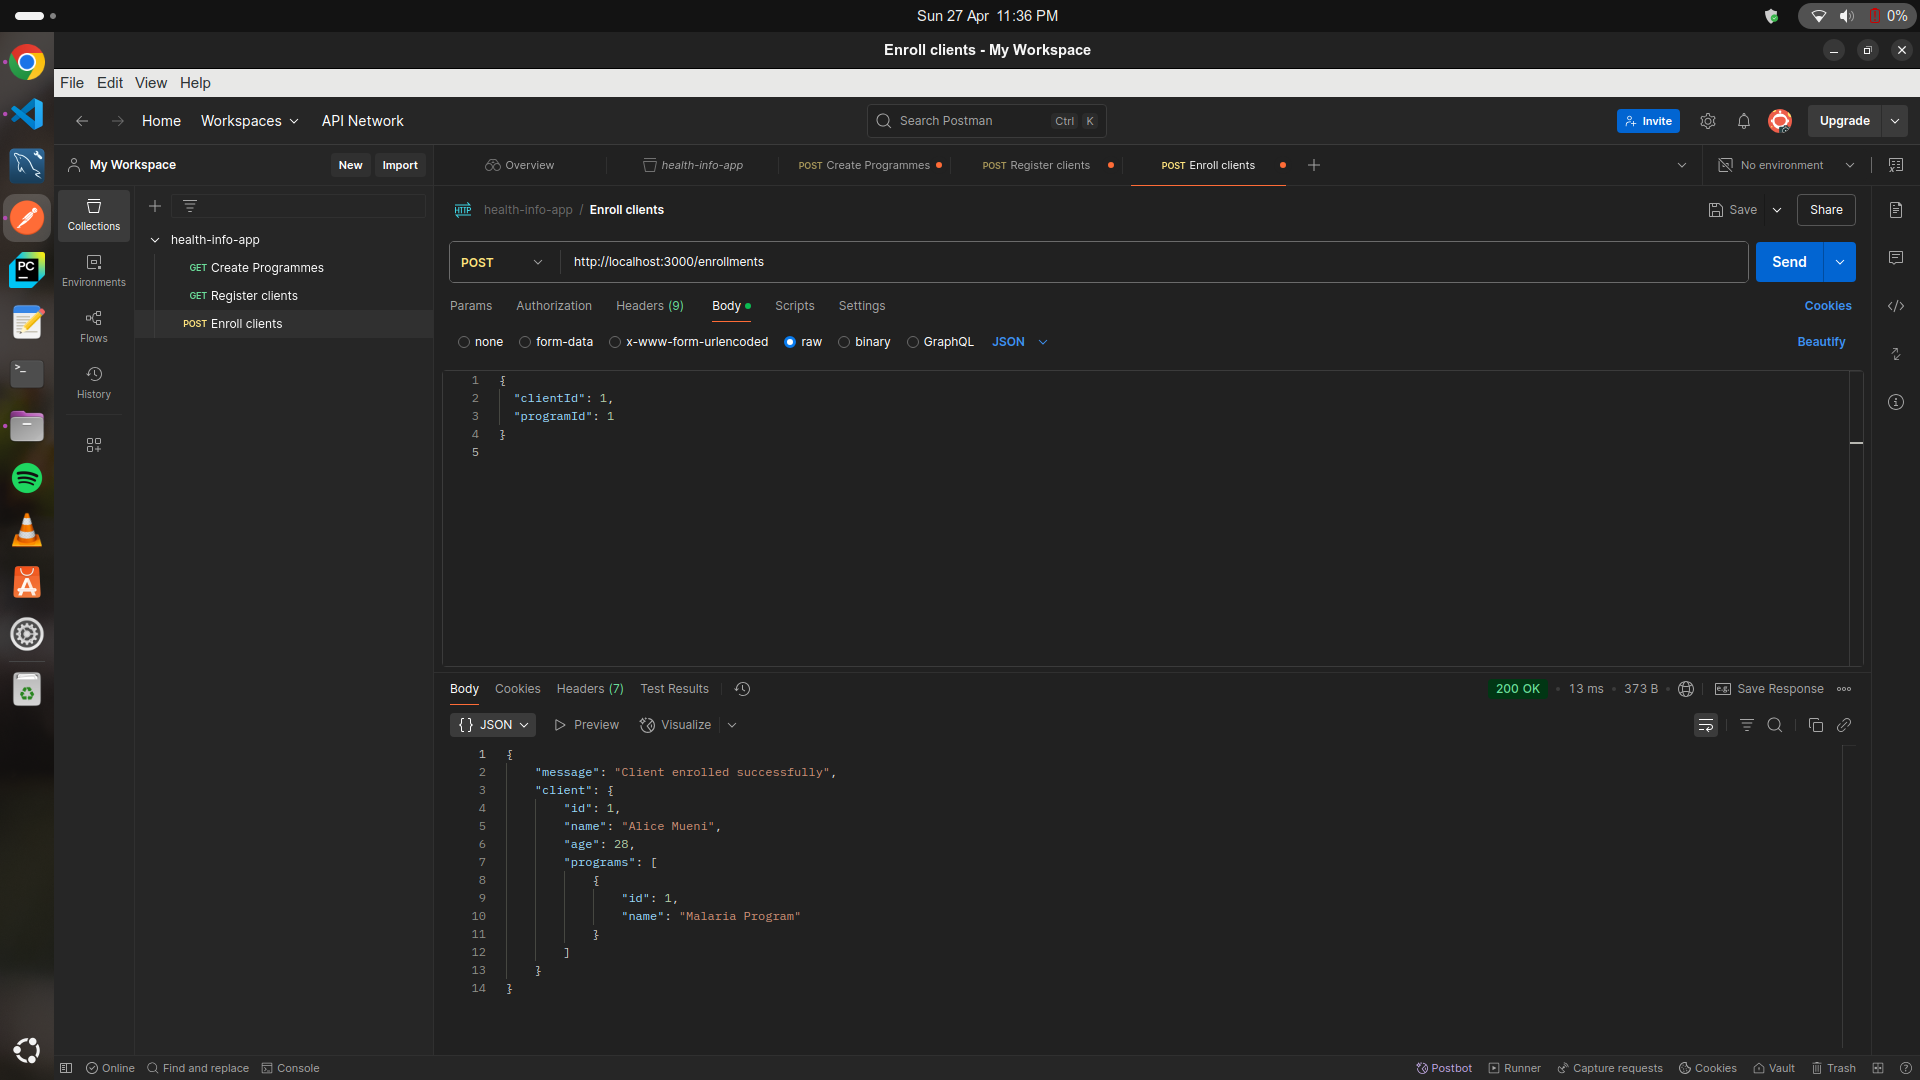 Sun 27 Apr 11:36 PM
0%
Enroll clients - My Workspace
File Edit View Help
Home Workspaces API Network
Search Postman Ctrl K
Invite
Upgrade
My Workspace
New Import
Overview
health-info-app
POST Create Programmes
POST Register clients
POST Enroll clients
No environment
Collections
Environments
Flows
History
health-info-app
GET Create Programmes
GET Register clients
POST Enroll clients
HTTP health-info-app / Enroll clients
Save Share
POST http://localhost:3000/enrollments
Send
Params Authorization Headers (9) Body Scripts Settings
Cookies
none form-data x-www-form-urlencoded raw binary GraphQL JSON
Beautify
1 {
2 "clientId": 1,
3 "programId": 1
4 }
5
Body Cookies Headers (7) Test Results
200 OK • 13 ms • 373 B
e.g. Save Response
{} JSON Preview Visualize
1 {
2 "message": "Client enrolled successfully",
3 "client": {
4 "id": 1,
5 "name": "Alice Mueni",
6 "age": 28,
7 "programs": [
8 {
9 "id": 1,
10 "name": "Malaria Program"
11 }
12 ]
13 }
14 }
Online Find and replace Console
Postbot Runner Capture requests Cookies Vault Trash
PC